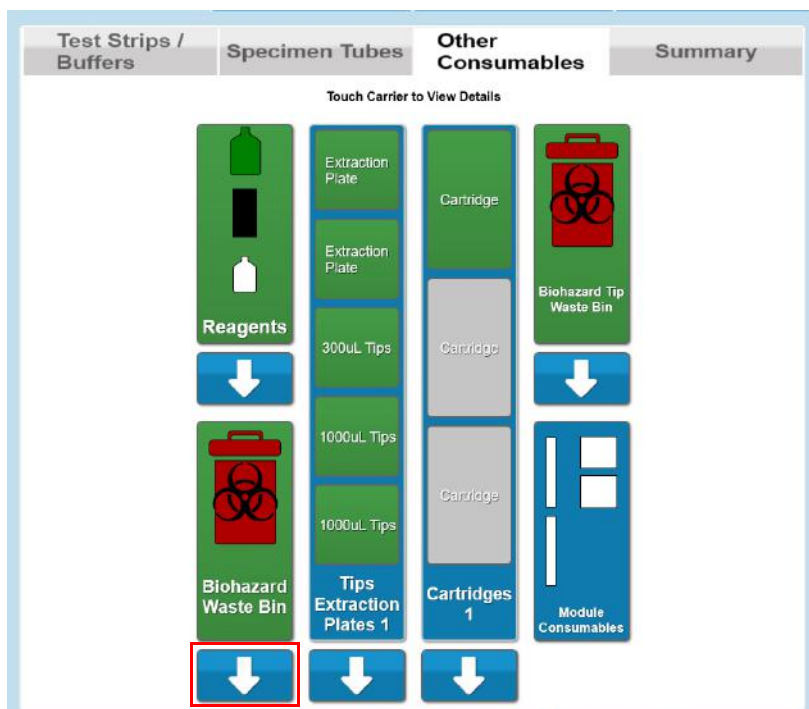 Test Strips /
Buffers
Specimen Tubes
Other
Consumables
Summary
Touch Carrier to View Details
Reagents
Biohazard
Waste Bin
Extraction
Plate
Extraction
Plate
300uL Tips
1000uL Tips
1000uL Tips
Tips
Extraction
Plates 1
Cartridge
Cartridge
Cartridge
Cartridges
1
Biohazard Tip
Waste Bin
Module
Consumables